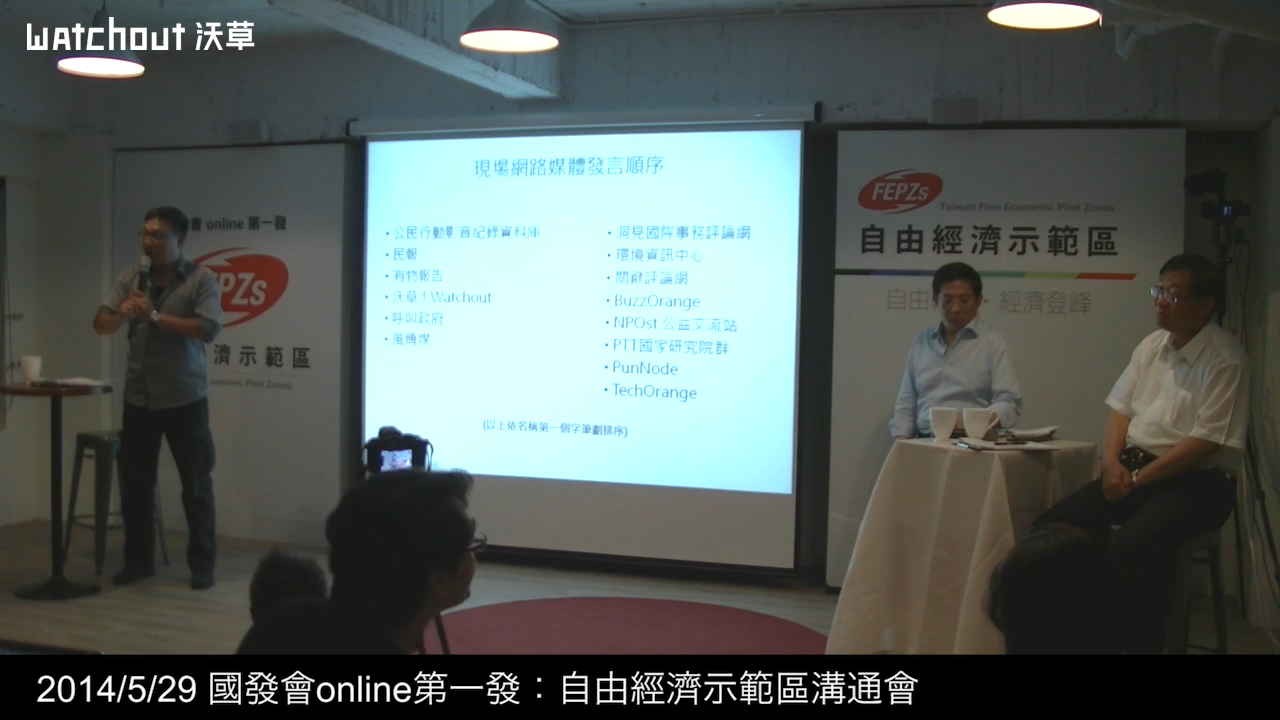 WATCHOUT 沃草
會 online 第一發
PZs
濟示範區
Economic Pilot Zones
現場網路媒體發言順序
• 公民行動影音紀錄資料庫
• 民報
• 有物報告
• 沃草！Watchout
• 呼叫政府
• 風傳媒
• 洞見國際事務評論網
• 環境資訊中心
• 關鍵評論網
• BuzzOrange
• NPOst 公益交流站
• PTT國家研究院群
• PunNode
• TechOrange
(以上依名稱第一個字筆劃排序)
FEPZs
Taiwan Free Economic Pilot Zones
自由經濟示範區
自由
經濟登峰
2014/5/29 國發會online第一發：自由經濟示範區溝通會